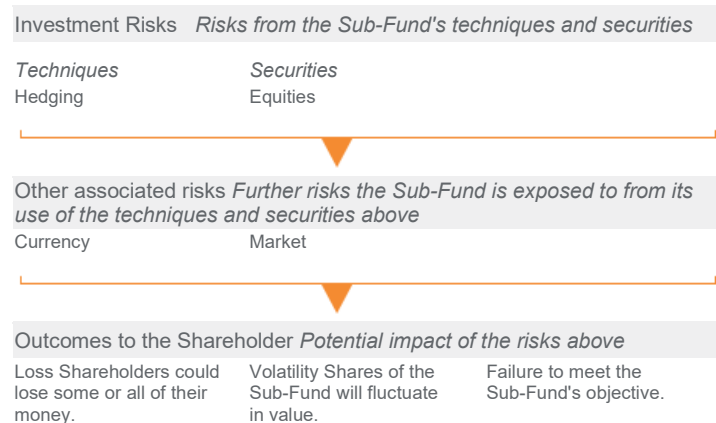 Investment Risks Risks from the Sub-Fund's techniques and securities
Techniques Securities
Hedging Equities
Other associated risks Further risks the Sub-Fund is exposed to from its
use of the techniques and securities above
Currency Market
Outcomes to the Shareholder Potential impact of the risks above
Loss Shareholders could Volatility Shares of the Failure to meet the
lose some or all of their Sub-Fund will fluctuate Sub-Fund's objective.
money. in value.